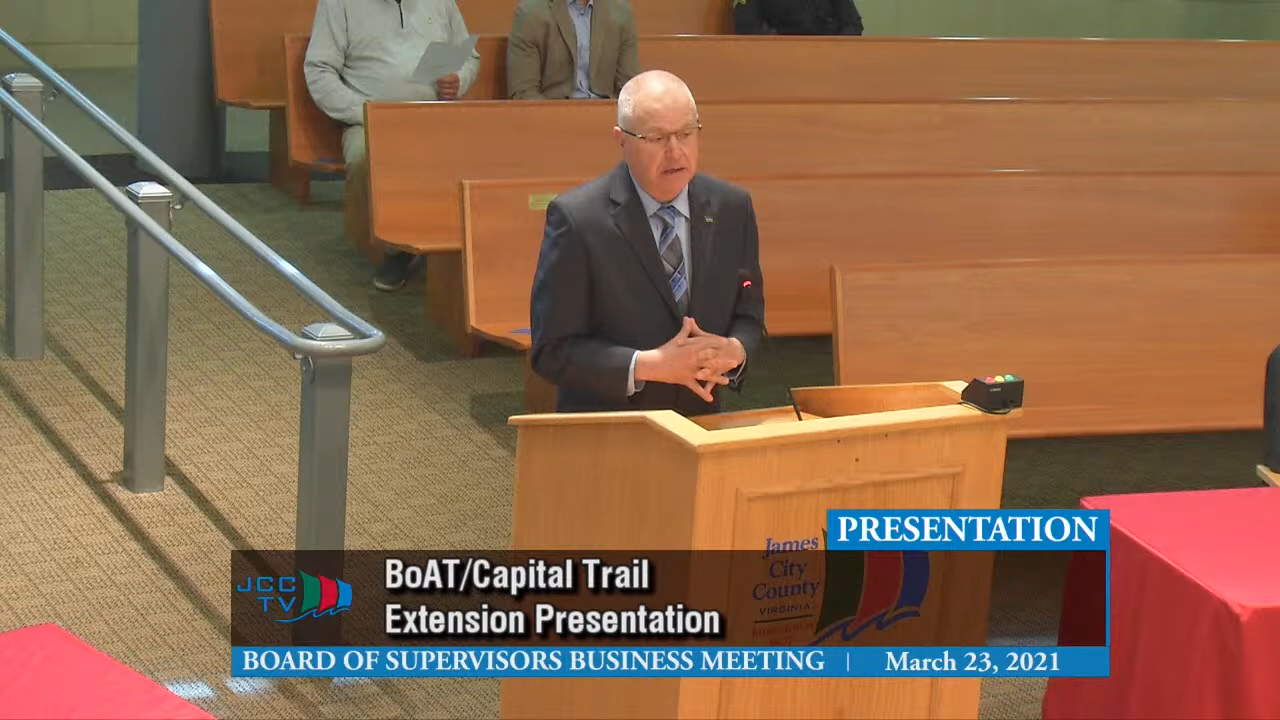 PRESENTATION
James
City
County
VIRGINIA
JCC
TV
BoAT/Capital Trail
Extension Presentation
BOARD OF SUPERVISORS BUSINESS MEETING | March 23, 2021